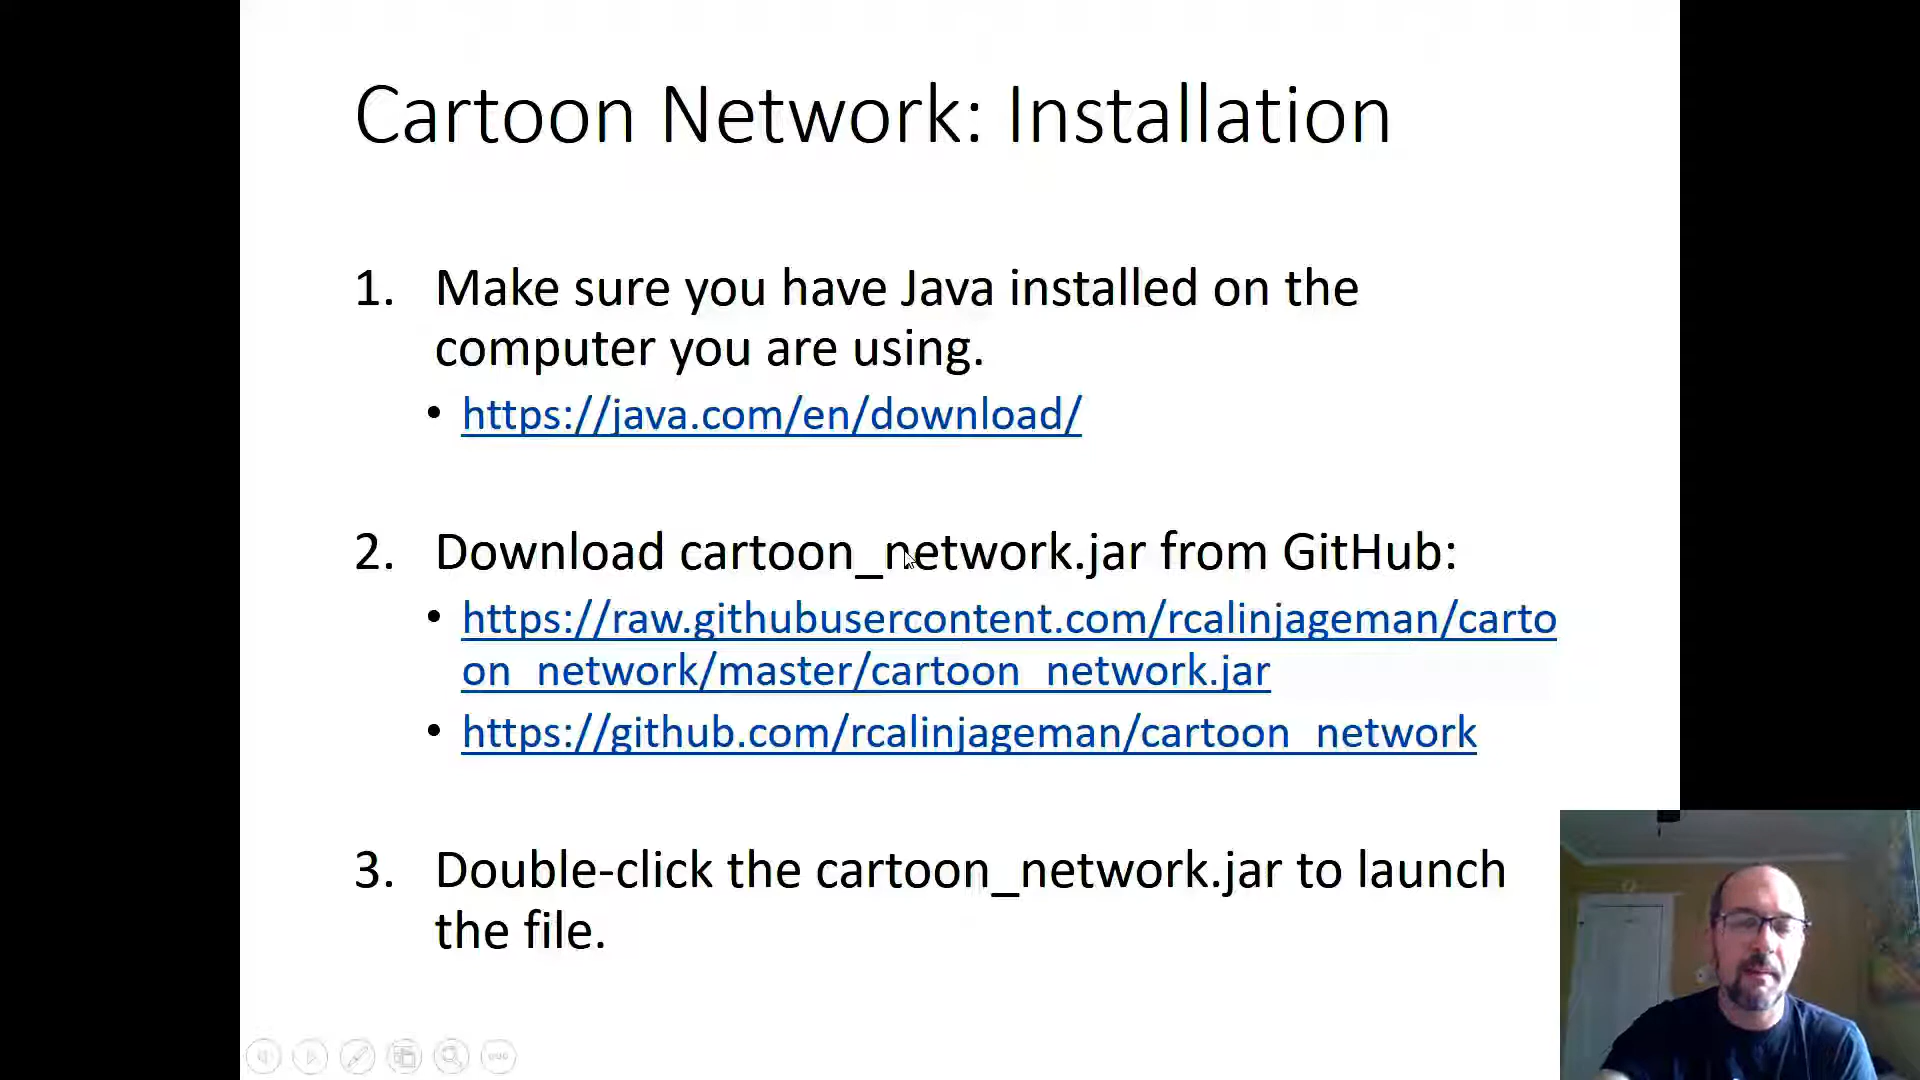 Cartoon Network: Installation
1. Make sure you have Java installed on the
computer you are using.
• https://java.com/en/download/
2. Download cartoon_network.jar from GitHub:
• https://raw.githubusercontent.com/rcalinjageman/carto
on_network/master/cartoon_network.jar
• https://github.com/rcalinjageman/cartoon_network
3. Double-click the cartoon_network.jar to launch
the file.